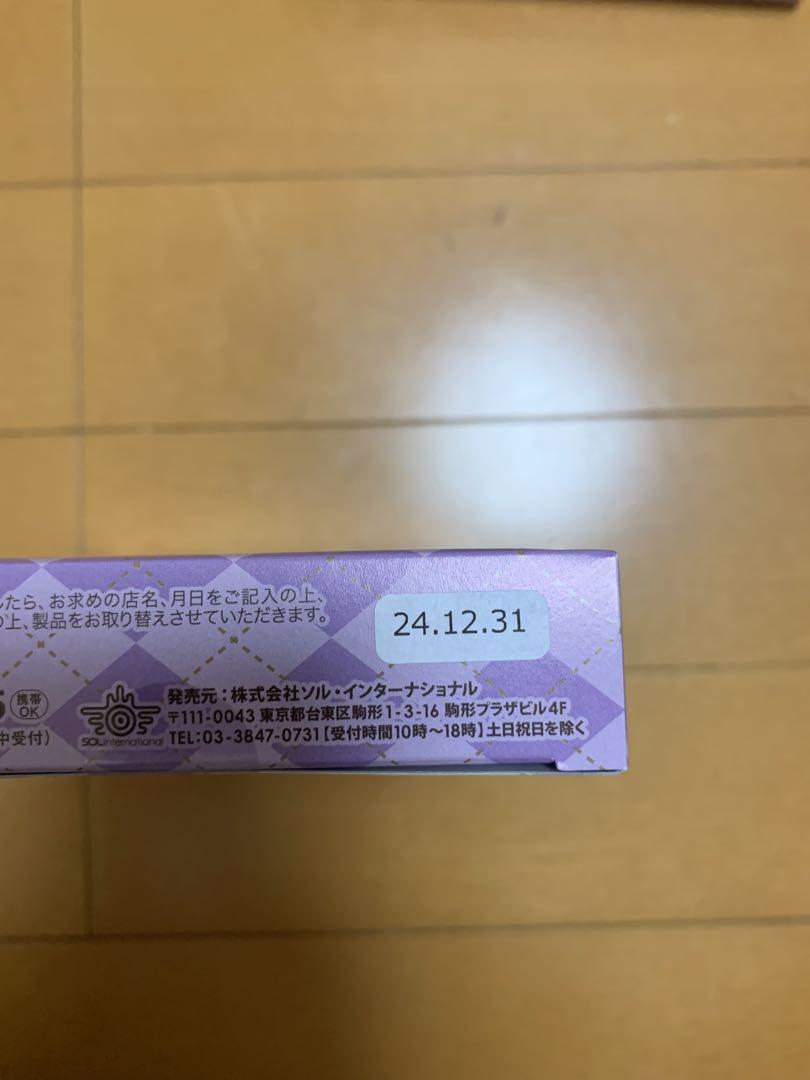 したら、お求めの店名、月日をご記入の上、
の上、製品をお取り替えさせていただきます。
24.12.31
携帯
OK
中受付)
SOL international
発売元：株式会社ソル・インターナショナル
〒111-0043 東京都台東区駒形1-3-16 駒形プラザビル4F
TEL：03-3847-0731【受付時間10時〜18時】土日祝日を除く